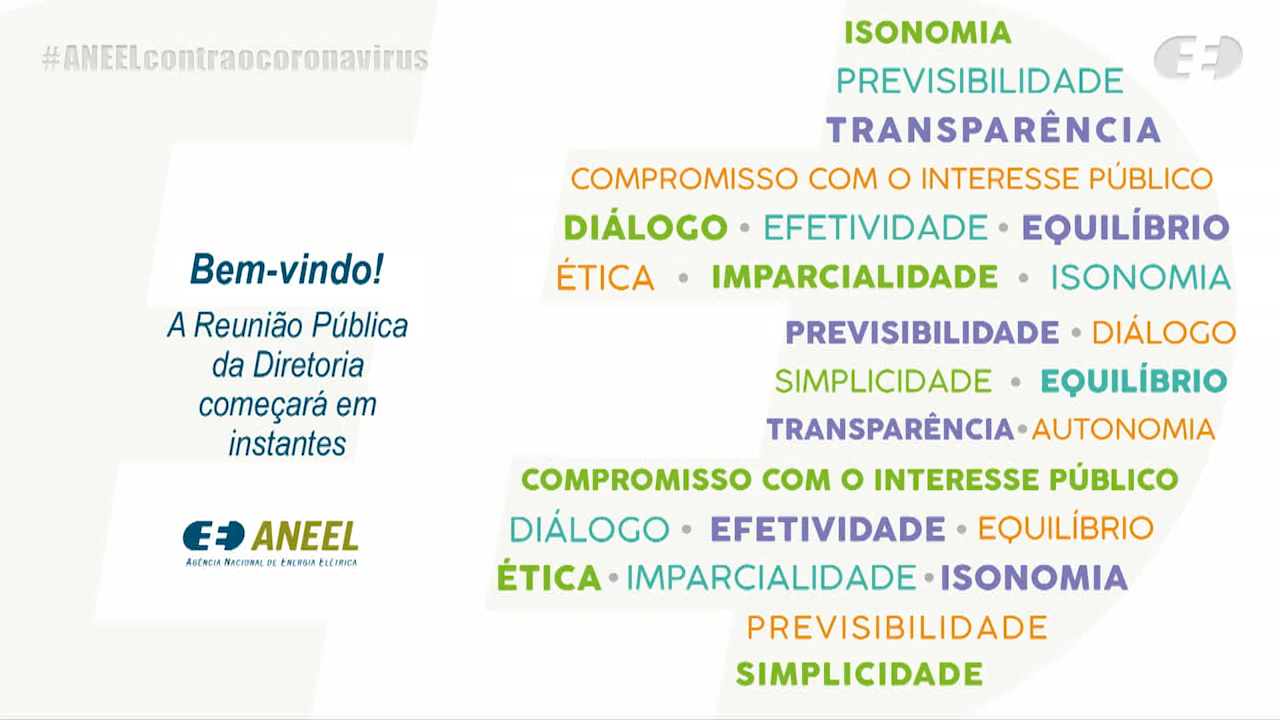 #ANEELcontraocoronavirus
Bem-vindo!
A Reunião Pública
da Diretoria
começará em
instantes
ANEEL
AGÊNCIA NACIONAL DE ENERGIA ELÉTRICA
ISONOMIA
PREVISIBILIDADE
TRANSPARÊNCIA
COMPROMISSO COM O INTERESSE PÚBLICO
DIÁLOGO • EFETIVIDADE • EQUILÍBRIO
ÉTICA • IMPARCIALIDADE • ISONOMIA
PREVISIBILIDADE • DIÁLOGO
SIMPLICIDADE • EQUILÍBRIO
TRANSPARÊNCIA • AUTONOMIA
COMPROMISSO COM O INTERESSE PÚBLICO
DIÁLOGO • EFETIVIDADE • EQUILÍBRIO
ÉTICA • IMPARCIALIDADE • ISONOMIA
PREVISIBILIDADE
SIMPLICIDADE